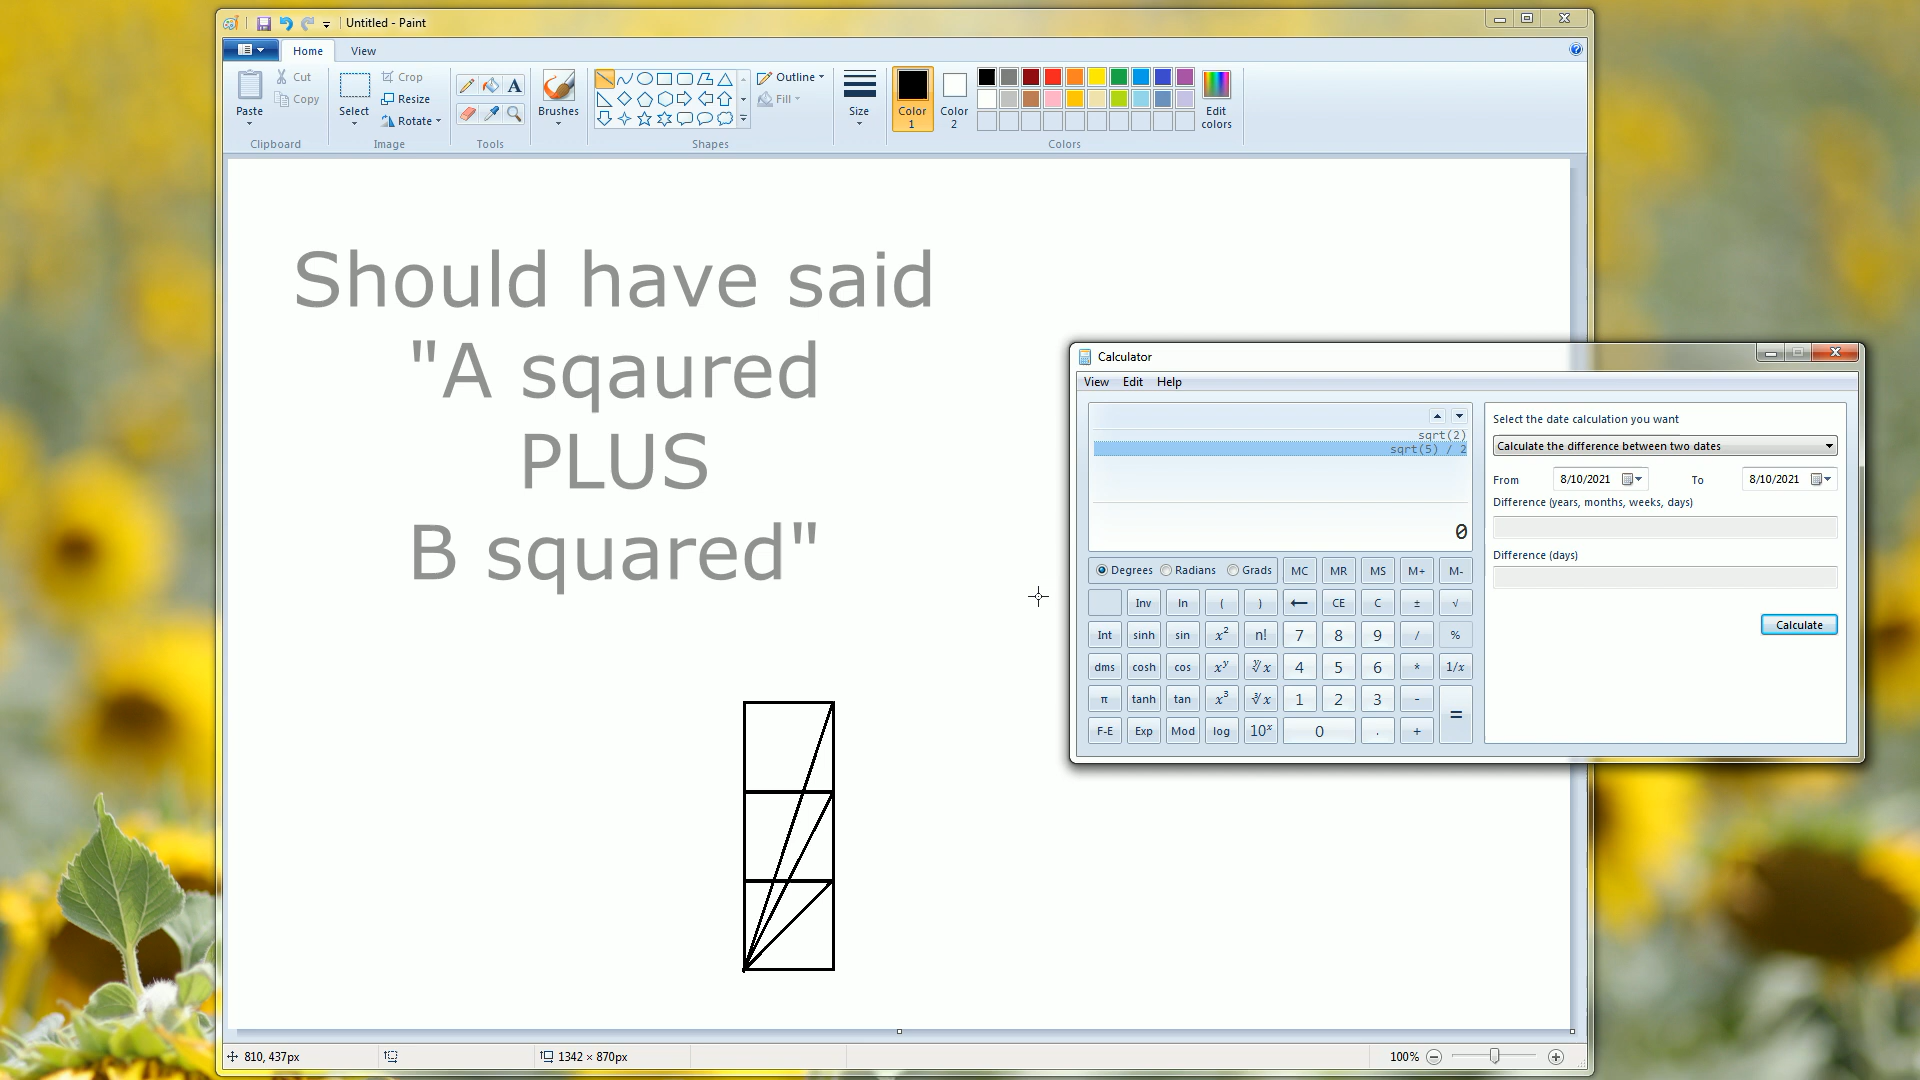 Untitled - Paint
Home
View
Paste
Cut
Copy
Clipboard
Select
Crop
Resize
Rotate
Image
A
Tools
Brushes
Shapes
Outline
Fill
Size
Color
1
Color
2
Edit
colors
Colors
Should have said
"A sqaured
PLUS
B squared"
Calculator
View Edit Help
sqrt(2)
sqrt(5) / 2
0
Degrees Radians Grads MC MR MS M+ M-
Inv ln ( ) ← CE C ± √
Int sinh sin x² n! 7 8 9 / %
dms cosh cos xʸ ʸ√x 4 5 6 * 1/x
π tanh tan x³ ³√x 1 2 3 - =
F-E Exp Mod log 10ˣ 0 . +
Select the date calculation you want
Calculate the difference between two dates
From 8/10/2021 To 8/10/2021
Difference (years, months, weeks, days)
Difference (days)
Calculate
810, 437px
1342 × 870px
100%